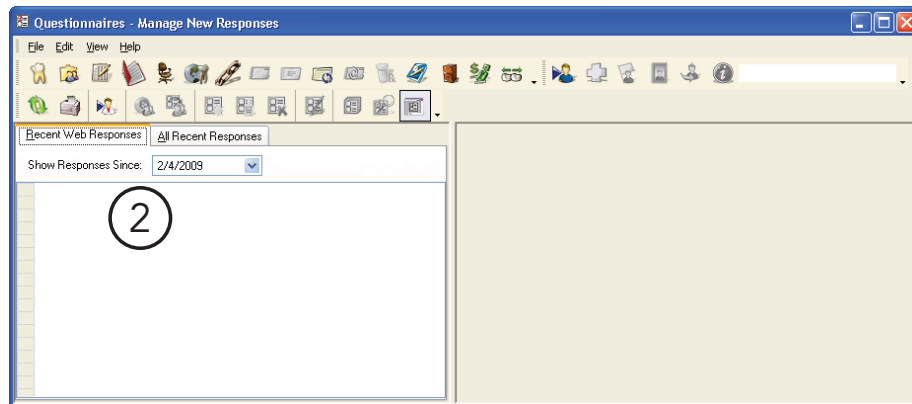 Questionnaires - Manage New Responses
File Edit View Help
Recent Web Responses All Recent Responses
Show Responses Since: 2/4/2009
2